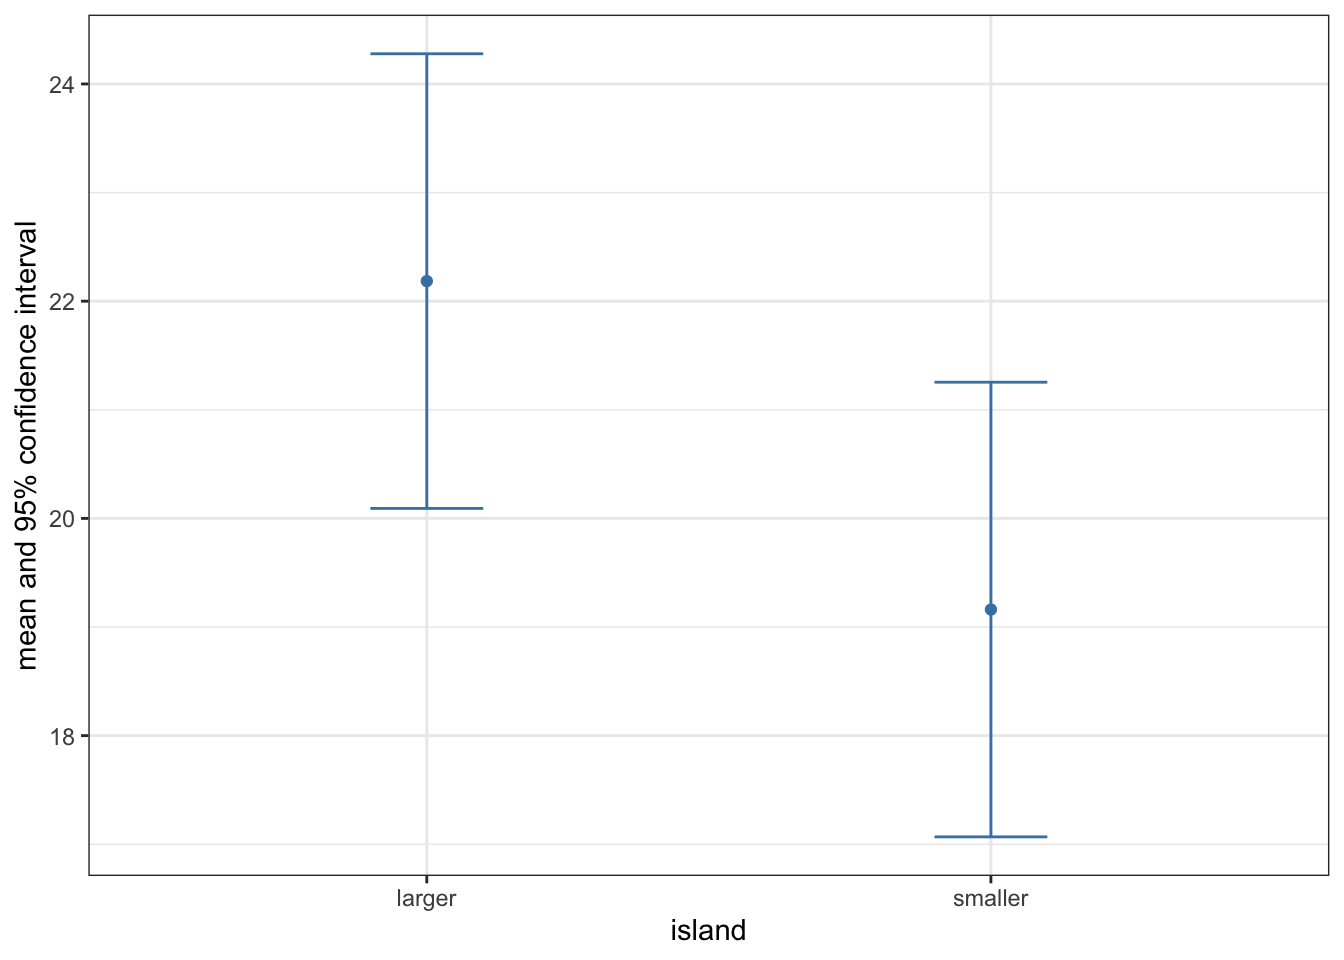 mean and 95% confidence interval
24
22
20
18
larger
smaller
island